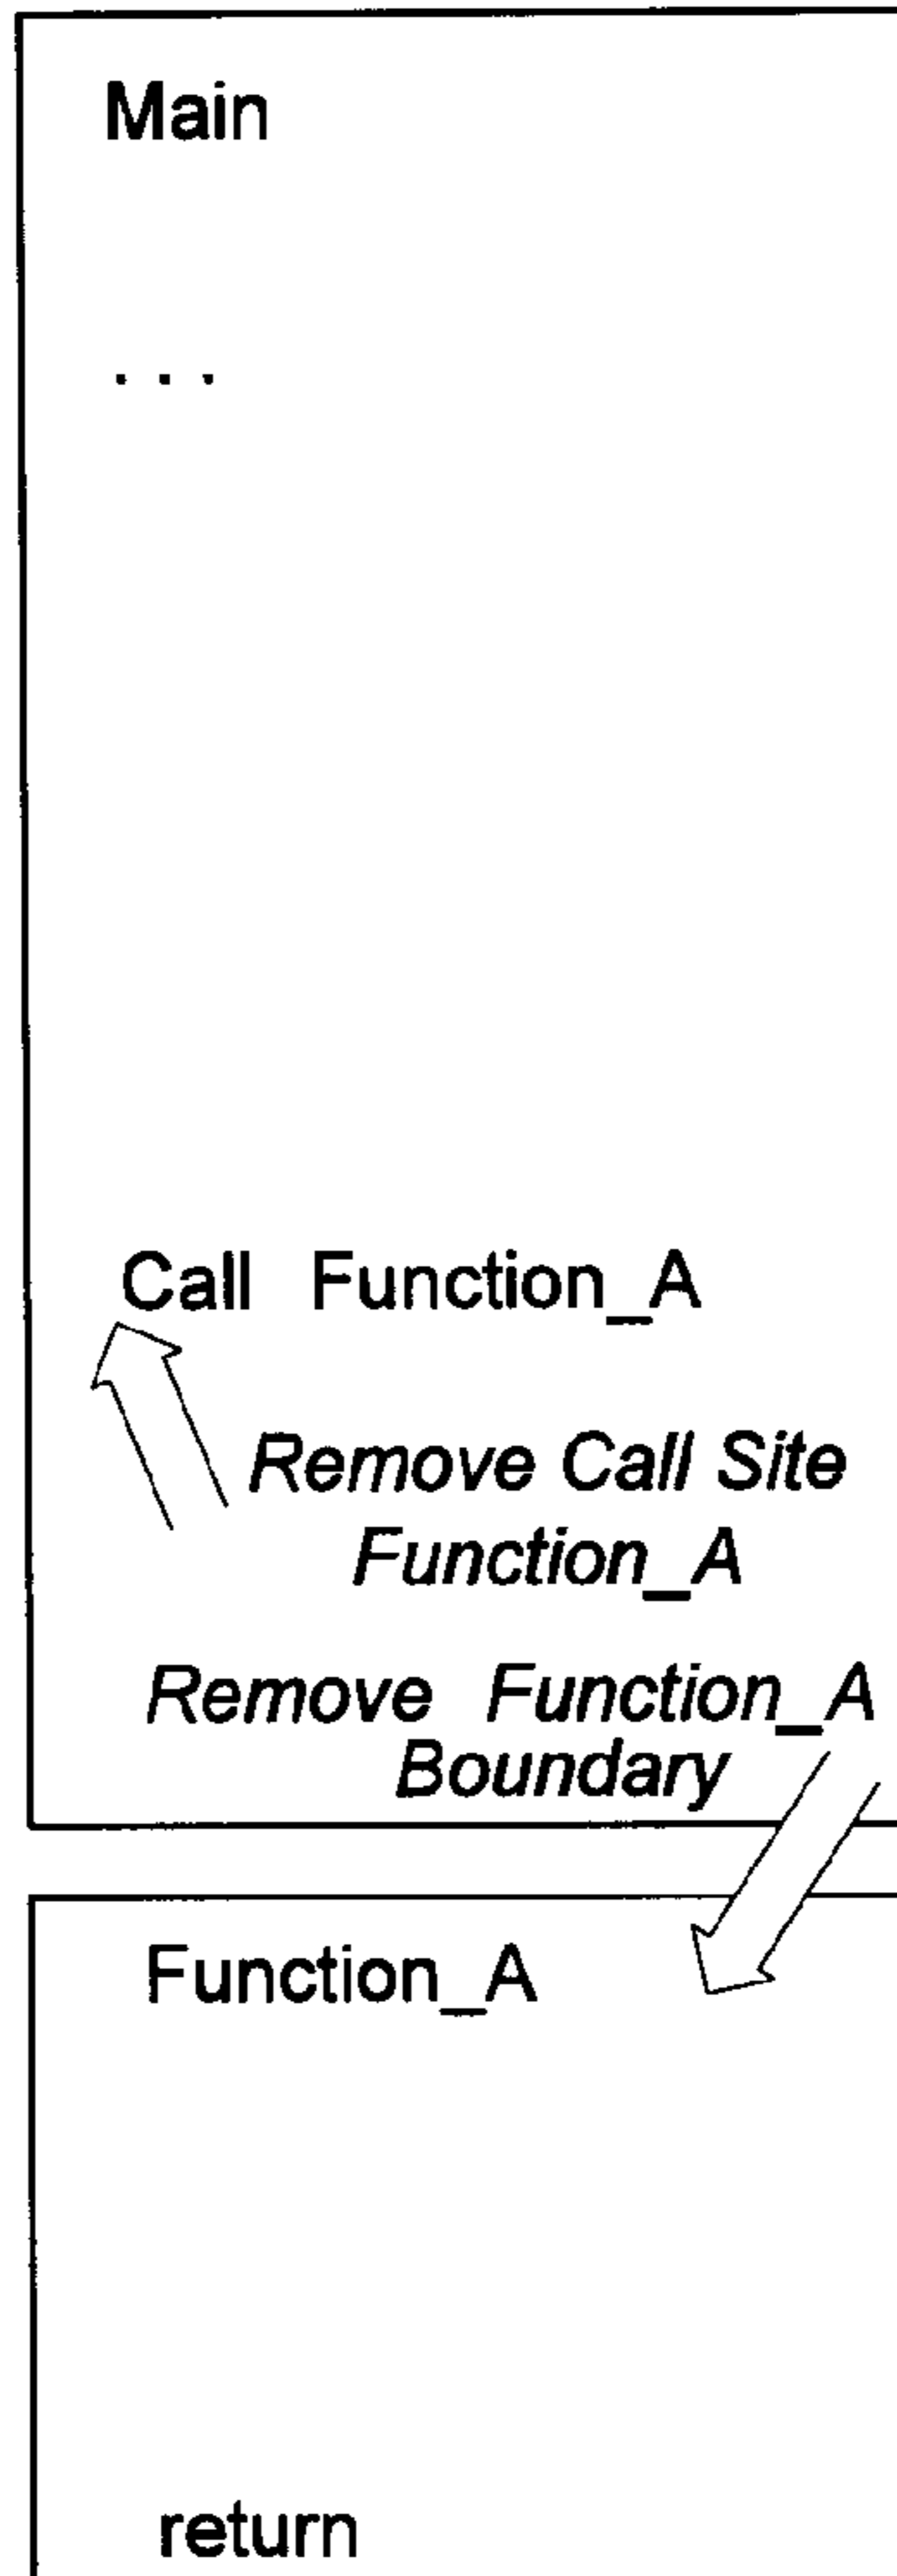 Main
. . .
Call Function_A
Remove Call Site
Function_A
Remove Function_A
Boundary
Function_A
return